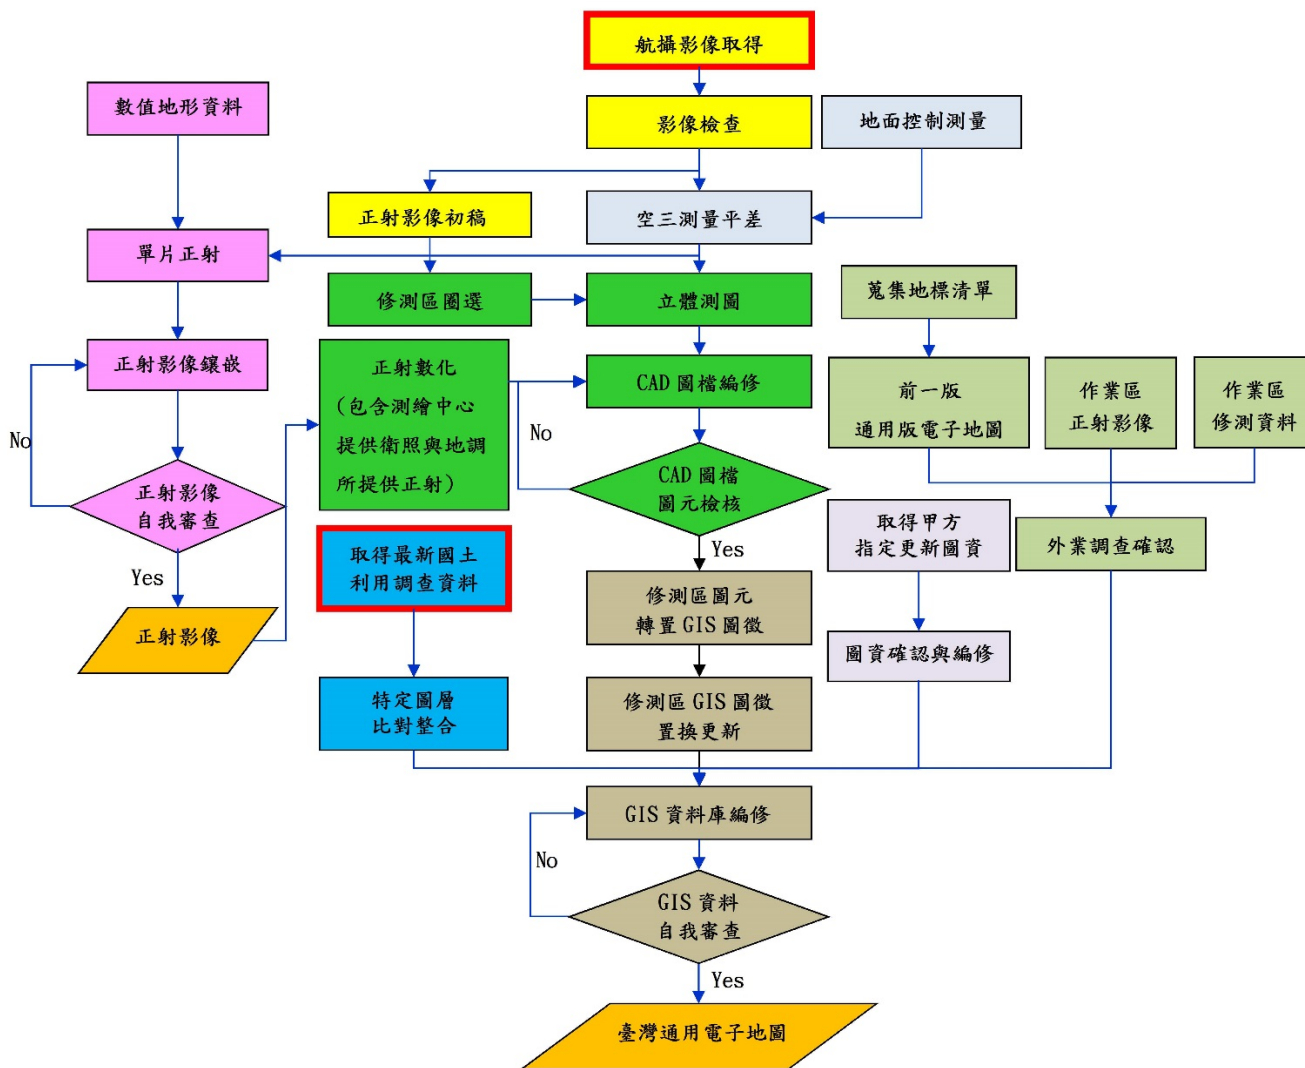 航攝影像取得
數值地形資料
影像檢查
地面控制測量
正射影像初稿
空三測量平差
單片正射
修測區圈選
立體測圖
蒐集地標清單
正射影像鑲嵌
正射數化
(包含測繪中心
提供衛照與地調
所提供正射)
CAD 圖檔編修
前一版
通用版電子地圖
作業區
正射影像
作業區
修測資料
No
No
正射影像
自我審查
CAD 圖檔
圖元檢核
取得甲方
指定更新圖資
外業調查確認
Yes
Yes
取得最新國土
利用調查資料
正射影像
修測區圖元
轉置 GIS 圖徵
圖資確認與編修
特定圖層
比對整合
修測區 GIS 圖徵
置換更新
GIS 資料庫編修
No
GIS 資料
自我審查
Yes
臺灣通用電子地圖